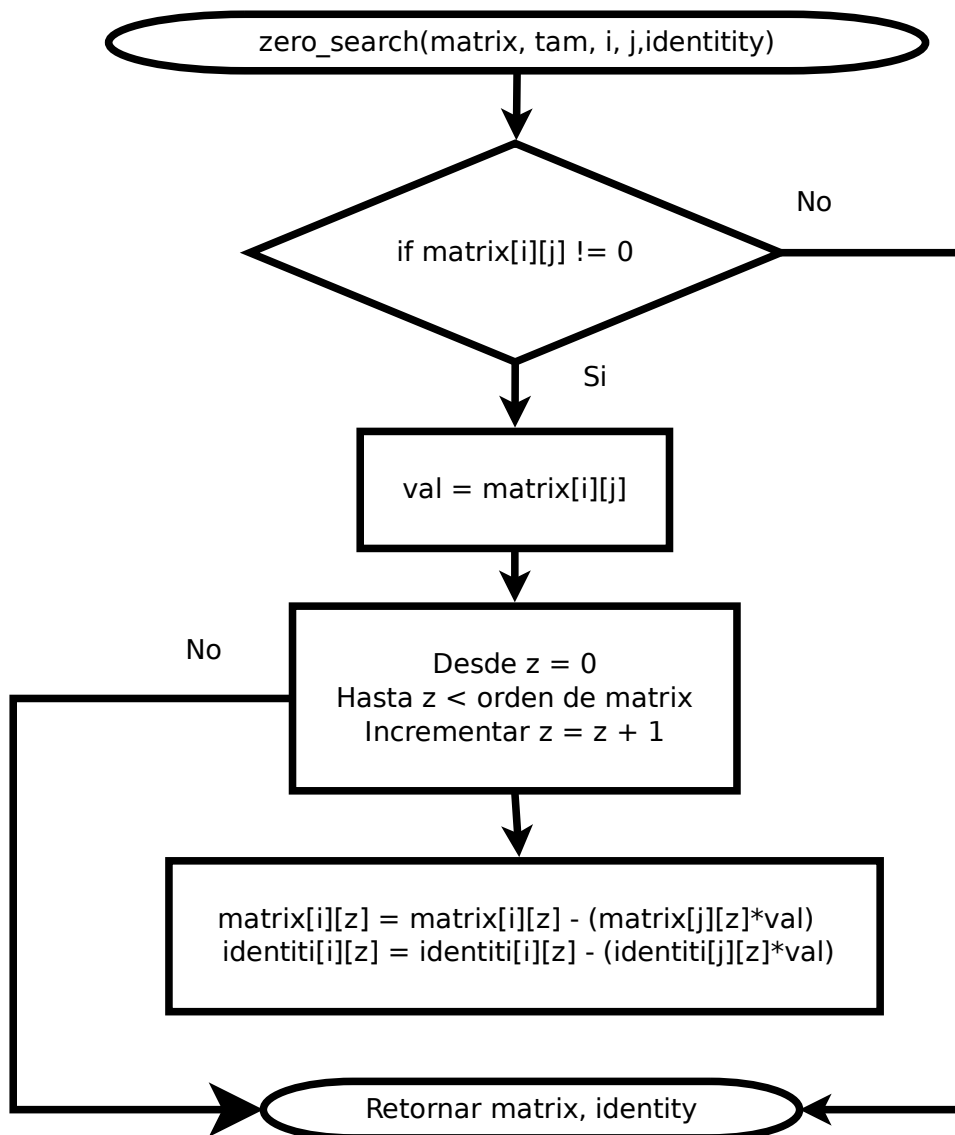 zero_search(matrix, tam, i, j,identitity)
No
if matrix[i][j] != 0
Si
val = matrix[i][j]
No
Desde z = 0
Hasta z < orden de matrix
Incrementar z = z + 1
matrix[i][z] = matrix[i][z] - (matrix[j][z]*val)
identiti[i][z] = identiti[i][z] - (identiti[j][z]*val)
Retornar matrix, identity